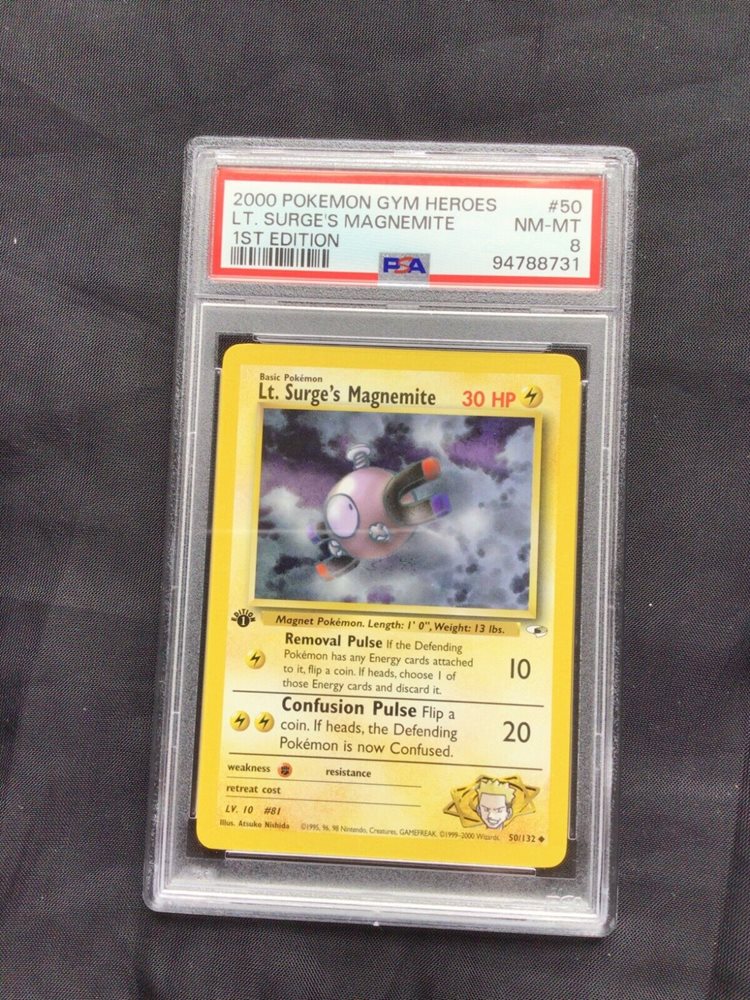 2000 POKEMON GYM HEROES #50
LT. SURGE'S MAGNEMITE NM-MT
1ST EDITION 8
PSA 94788731
Basic Pokémon
Lt. Surge's Magnemite 30 HP
EDITION 1
Magnet Pokémon. Length: 1' 0", Weight: 13 lbs.
Removal Pulse If the Defending
Pokémon has any Energy cards attached
to it, flip a coin. If heads, choose 1 of
those Energy cards and discard it.
10
Confusion Pulse Flip a
coin. If heads, the Defending
Pokémon is now Confused.
20
weakness resistance
retreat cost
LV. 10 #81
Illus. Atsuko Nishida ©1995, 96, 98 Nintendo, Creatures, GAMEFREAK. ©1999-2000 Wizards. 50/132